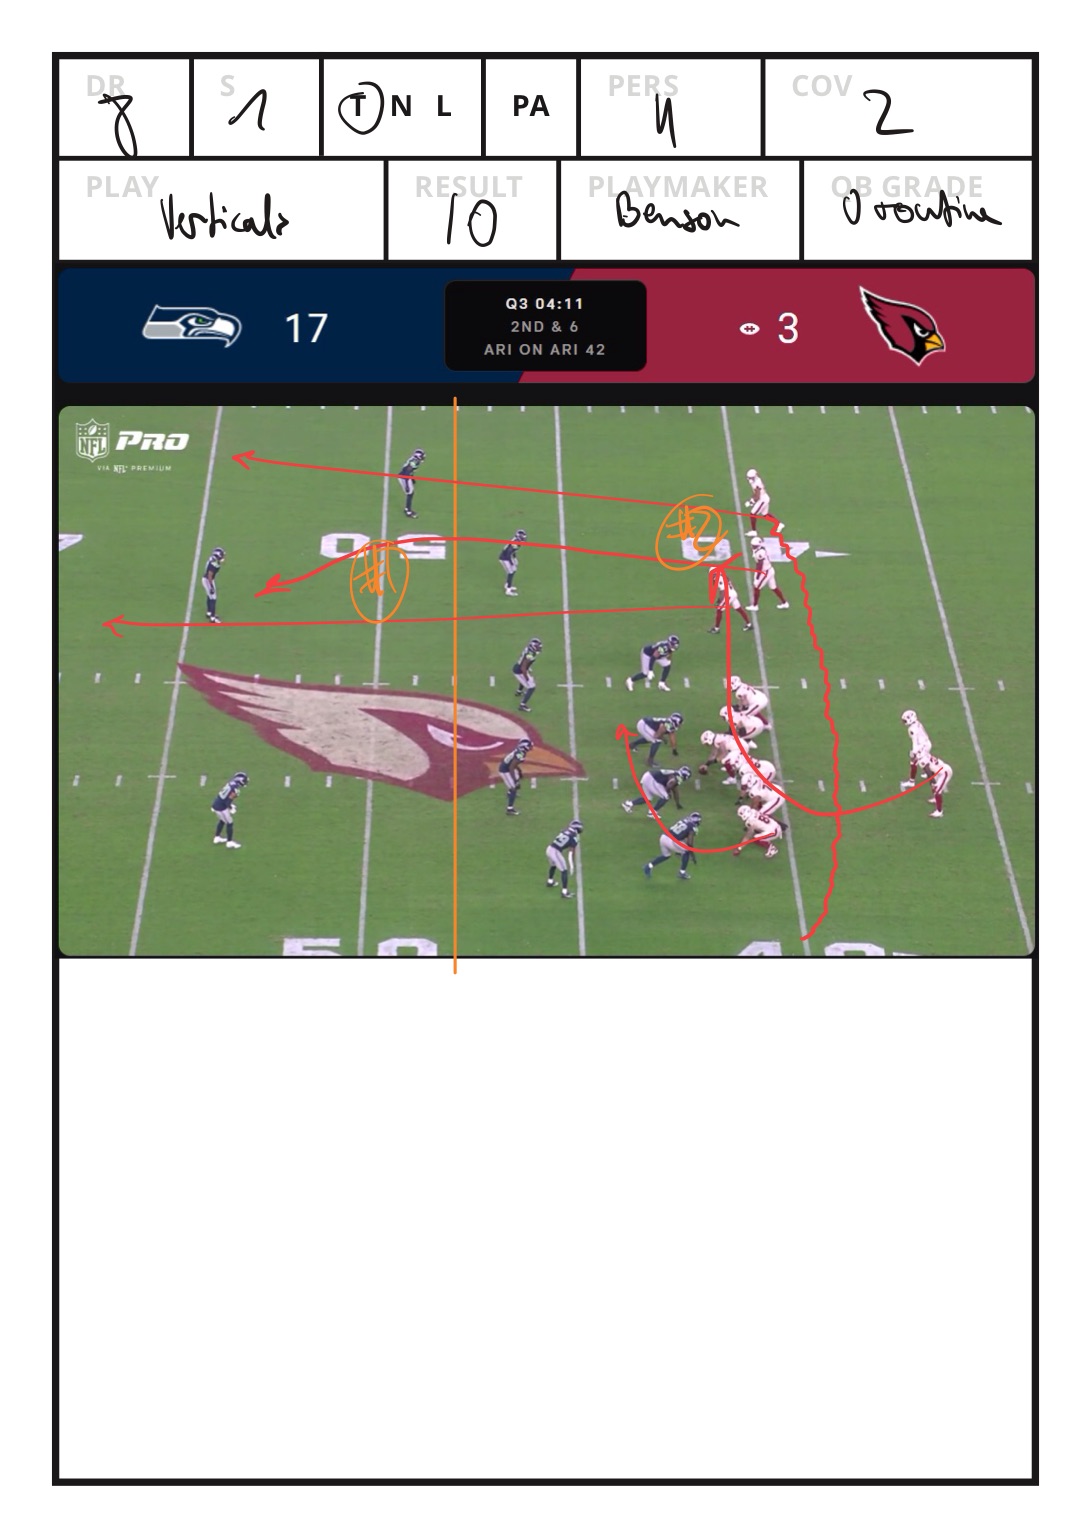 DR 8 S 1 T N L PA PERS 11 COV 2
PLAY Verticals RESULT 10 PLAYMAKER Benson QB GRADE 0 routine
17 Q3 04:11 3
2ND & 6
ARI ON ARI 42
NFL PRO
VIA NFL+ PREMIUM
#2
50 40
#1
50 40